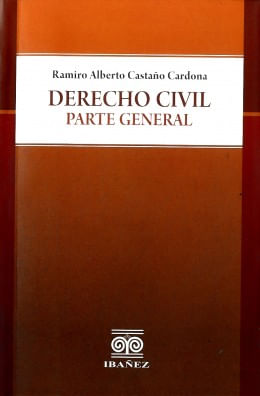 Ramiro Alberto Castaño Cardona
DERECHO CIVIL
PARTE GENERAL
IBAÑEZ